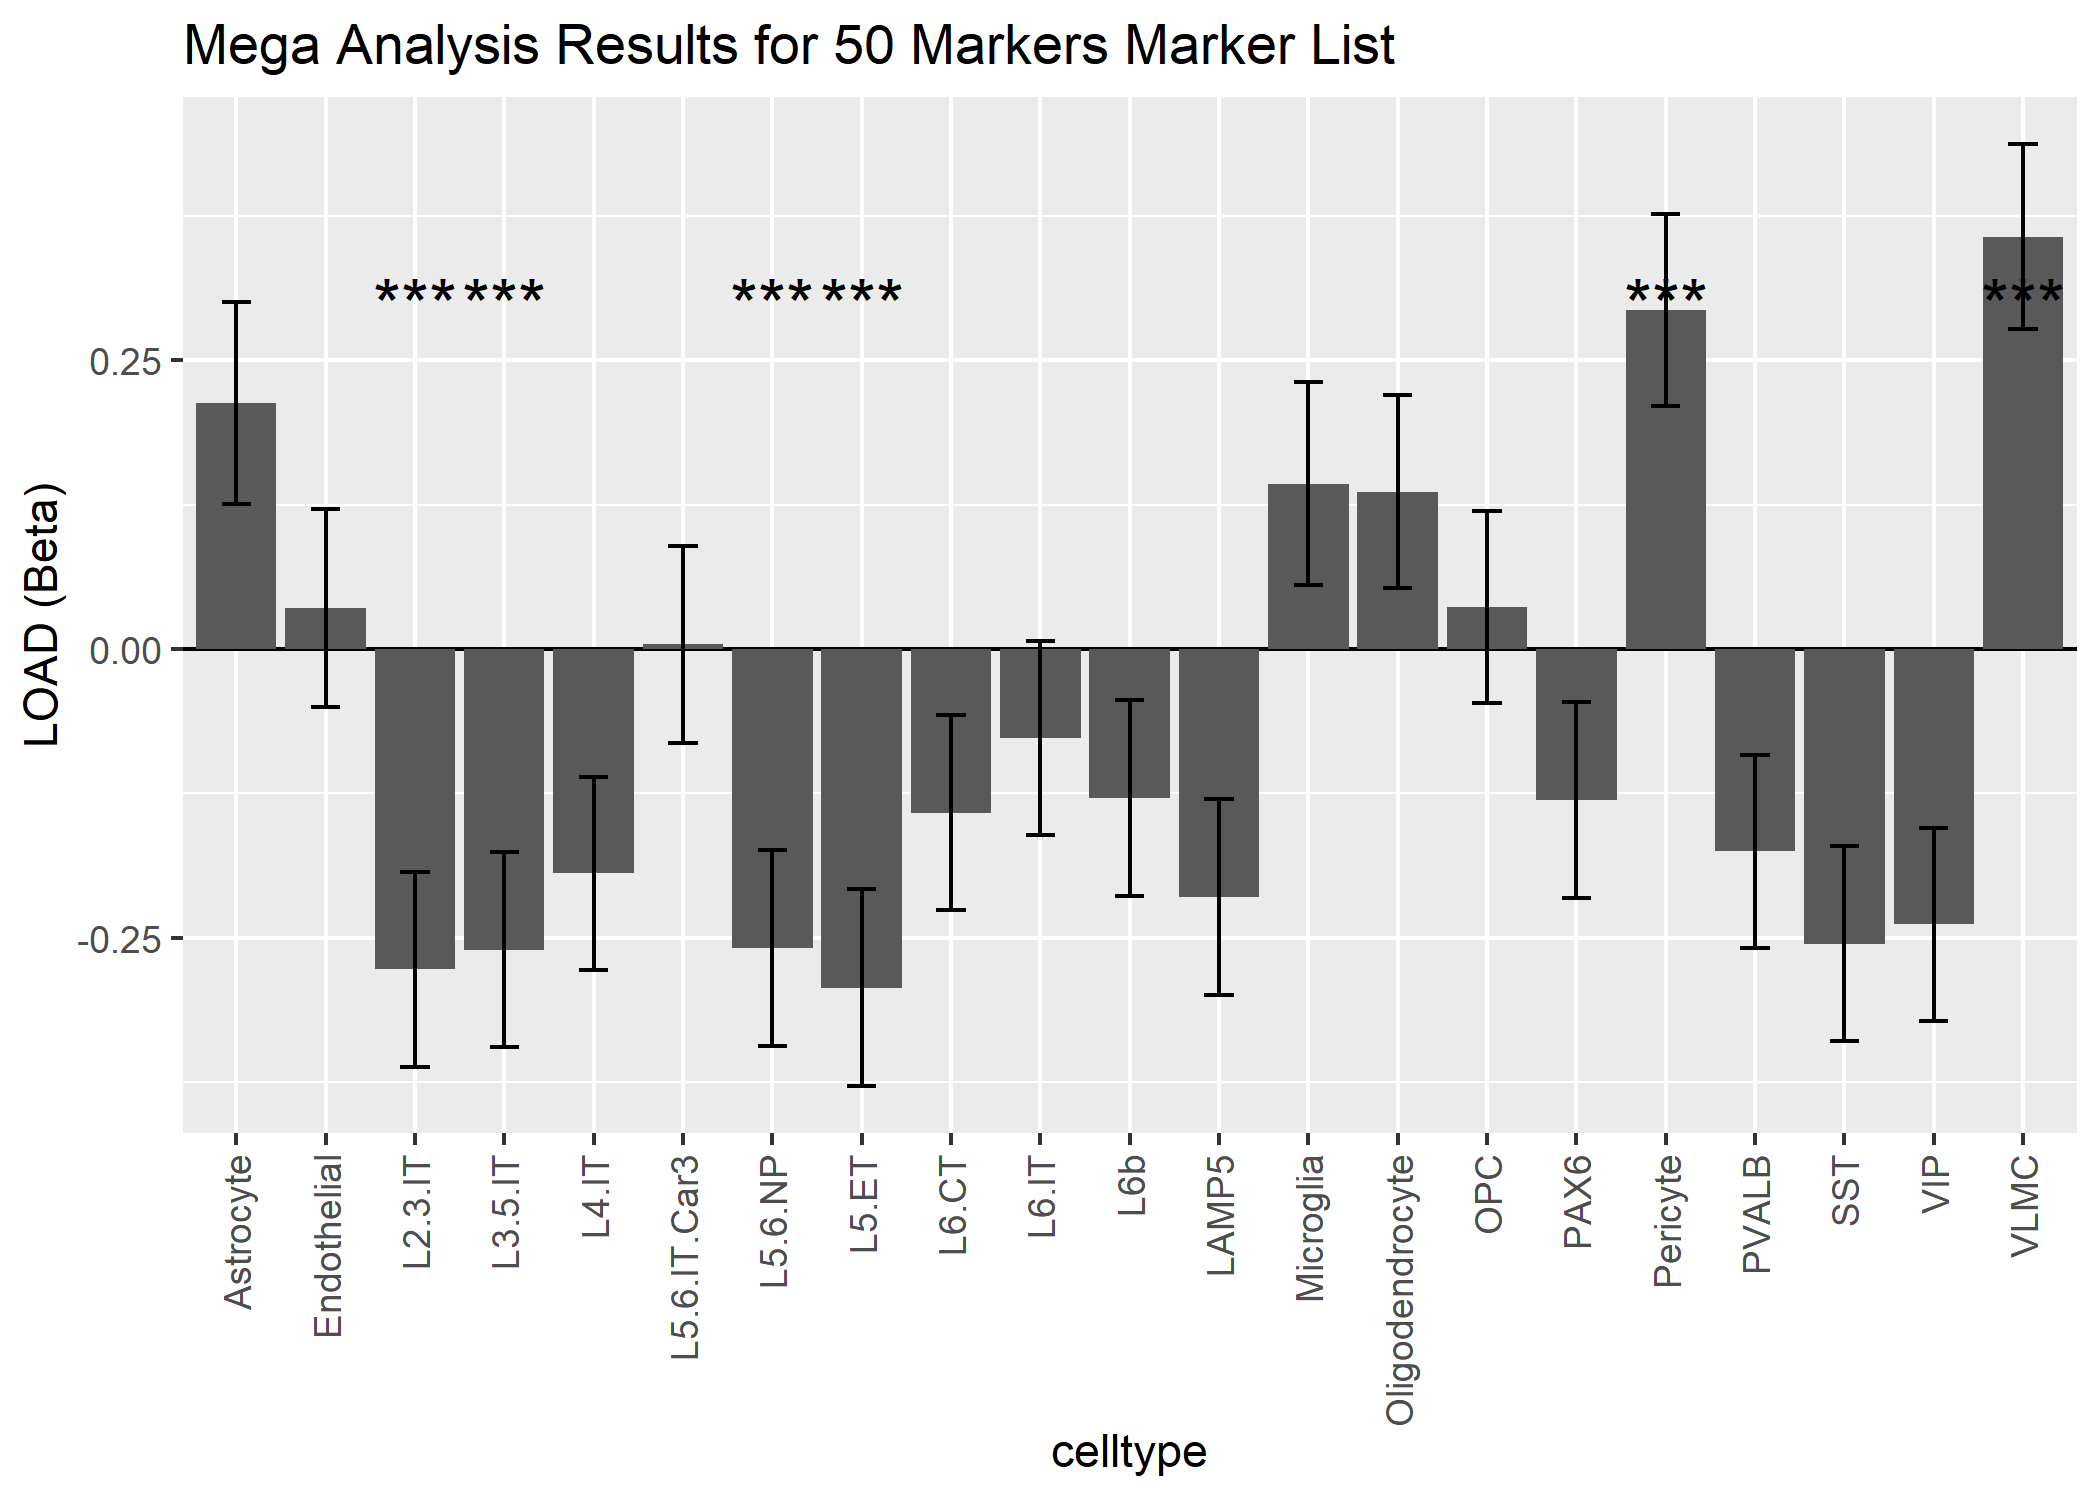 Mega Analysis Results for 50 Markers Marker List
*** *** *** *** *** ***
LOAD (Beta)
0.25
0.00
-0.25
Astrocyte
Endothelial
L2.3.IT
L3.5.IT
L4.IT
L5.6.IT.Car3
L5.6.NP
L5.ET
L6.CT
L6.IT
L6b
LAMP5
Microglia
Oligodendrocyte
OPC
PAX6
Pericyte
PVALB
SST
VIP
VLMC
celltype